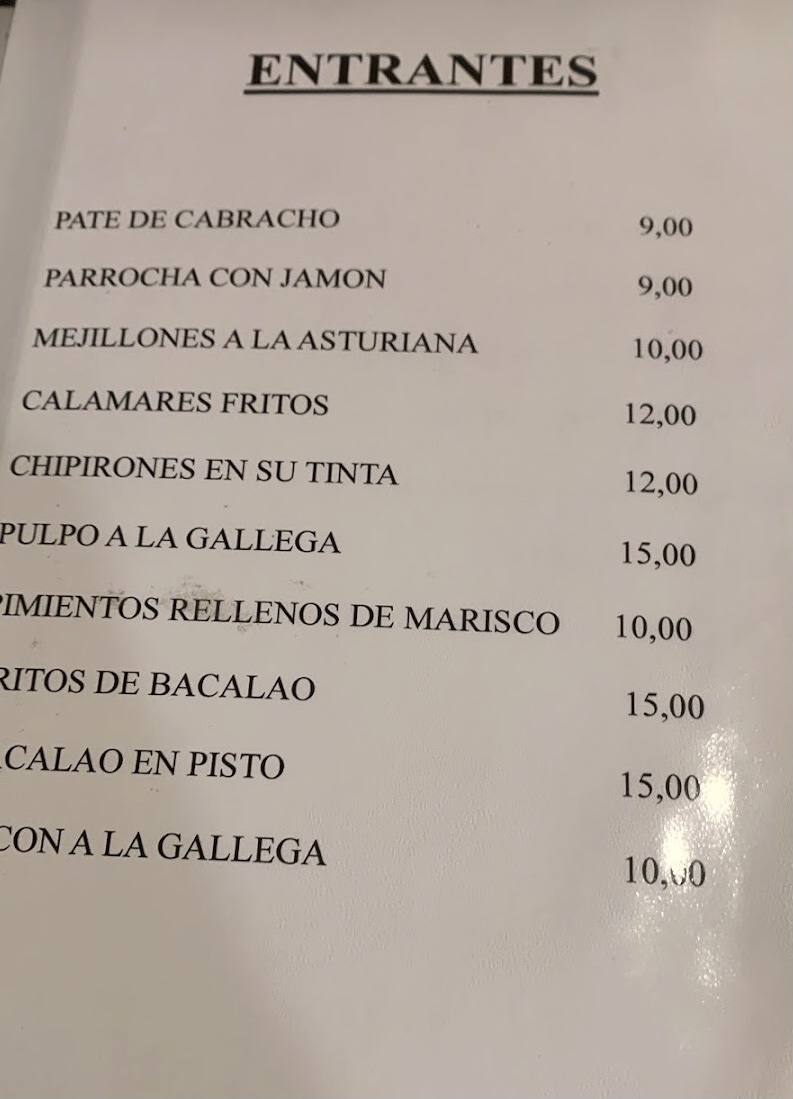 ENTRANTES
PATE DE CABRACHO 9,00
PARROCHA CON JAMON 9,00
MEJILLONES A LA ASTURIANA 10,00
CALAMARES FRITOS 12,00
CHIPIRONES EN SU TINTA 12,00
PULPO A LA GALLEGA 15,00
PIMIENTOS RELLENOS DE MARISCO 10,00
RITOS DE BACALAO 15,00
CALAO EN PISTO 15,00
CON A LA GALLEGA 10,00